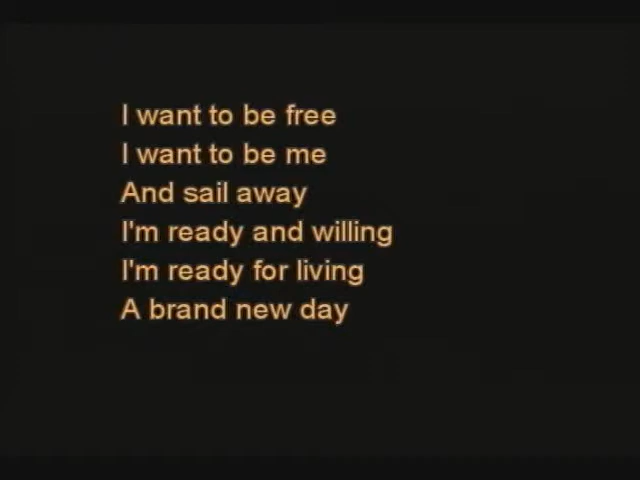 I want to be free
I want to be me
And sail away
I'm ready and willing
I'm ready for living
A brand new day